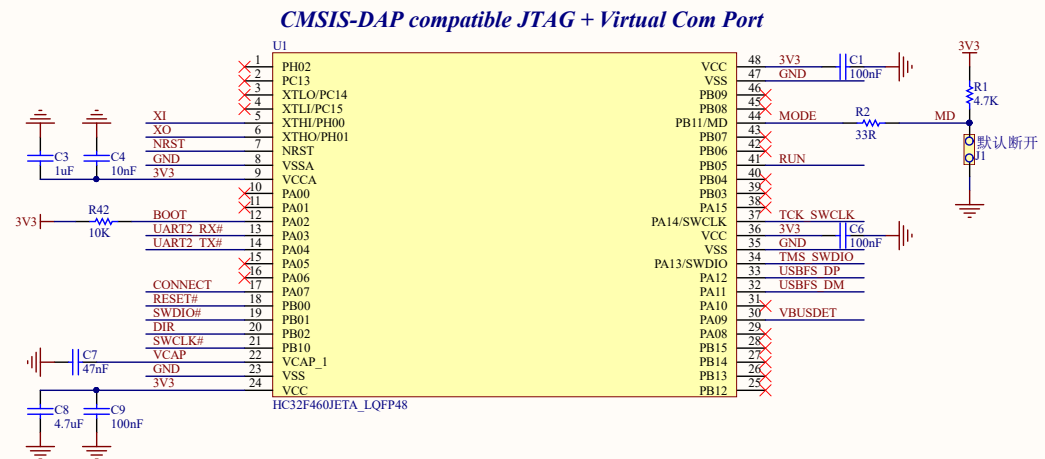 CMSIS-DAP compatible JTAG + Virtual Com Port
U1
1 PH02
2 PC13
3 XTLO/PC14
4 XTLI/PC15
XI 5 XTHI/PH00
XO 6 XTHO/PH01
NRST 7 NRST
GND 8 VSSA
3V3 9 VCCA
10 PA00
11 PA01
BOOT 12 PA02
UART2_RX# 13 PA03
UART2_TX# 14 PA04
15 PA05
16 PA06
CONNECT 17 PA07
RESET# 18 PB00
SWDIO# 19 PB01
DIR 20 PB02
SWCLK# 21 PB10
VCAP 22 VCAP_1
GND 23 VSS
3V3 24 VCC
C3
1uF
C4
10nF
3V3
R42
10K
C7
47nF
C8
4.7uF
C9
100nF
VCC 48 3V3
VSS 47 GND
PB09 46
PB08 45
PB11/MD 44 MODE
PB07 43
PB06 42
PB05 41 RUN
PB04 40
PB03 39
PA15 38
PA14/SWCLK 37 TCK_SWCLK
VCC 36 3V3
VSS 35 GND
PA13/SWDIO 34 TMS_SWDIO
PA12 33 USBFS_DP
PA11 32 USBFS_DM
PA10 31
PA09 30 VBUSDET
PA08 29
PB15 28
PB14 27
PB13 26
PB12 25
C1
100nF
R2
33R
MD
3V3
R1
4.7K
默认断开
J1
C6
100nF
HC32F460JETA_LQFP48